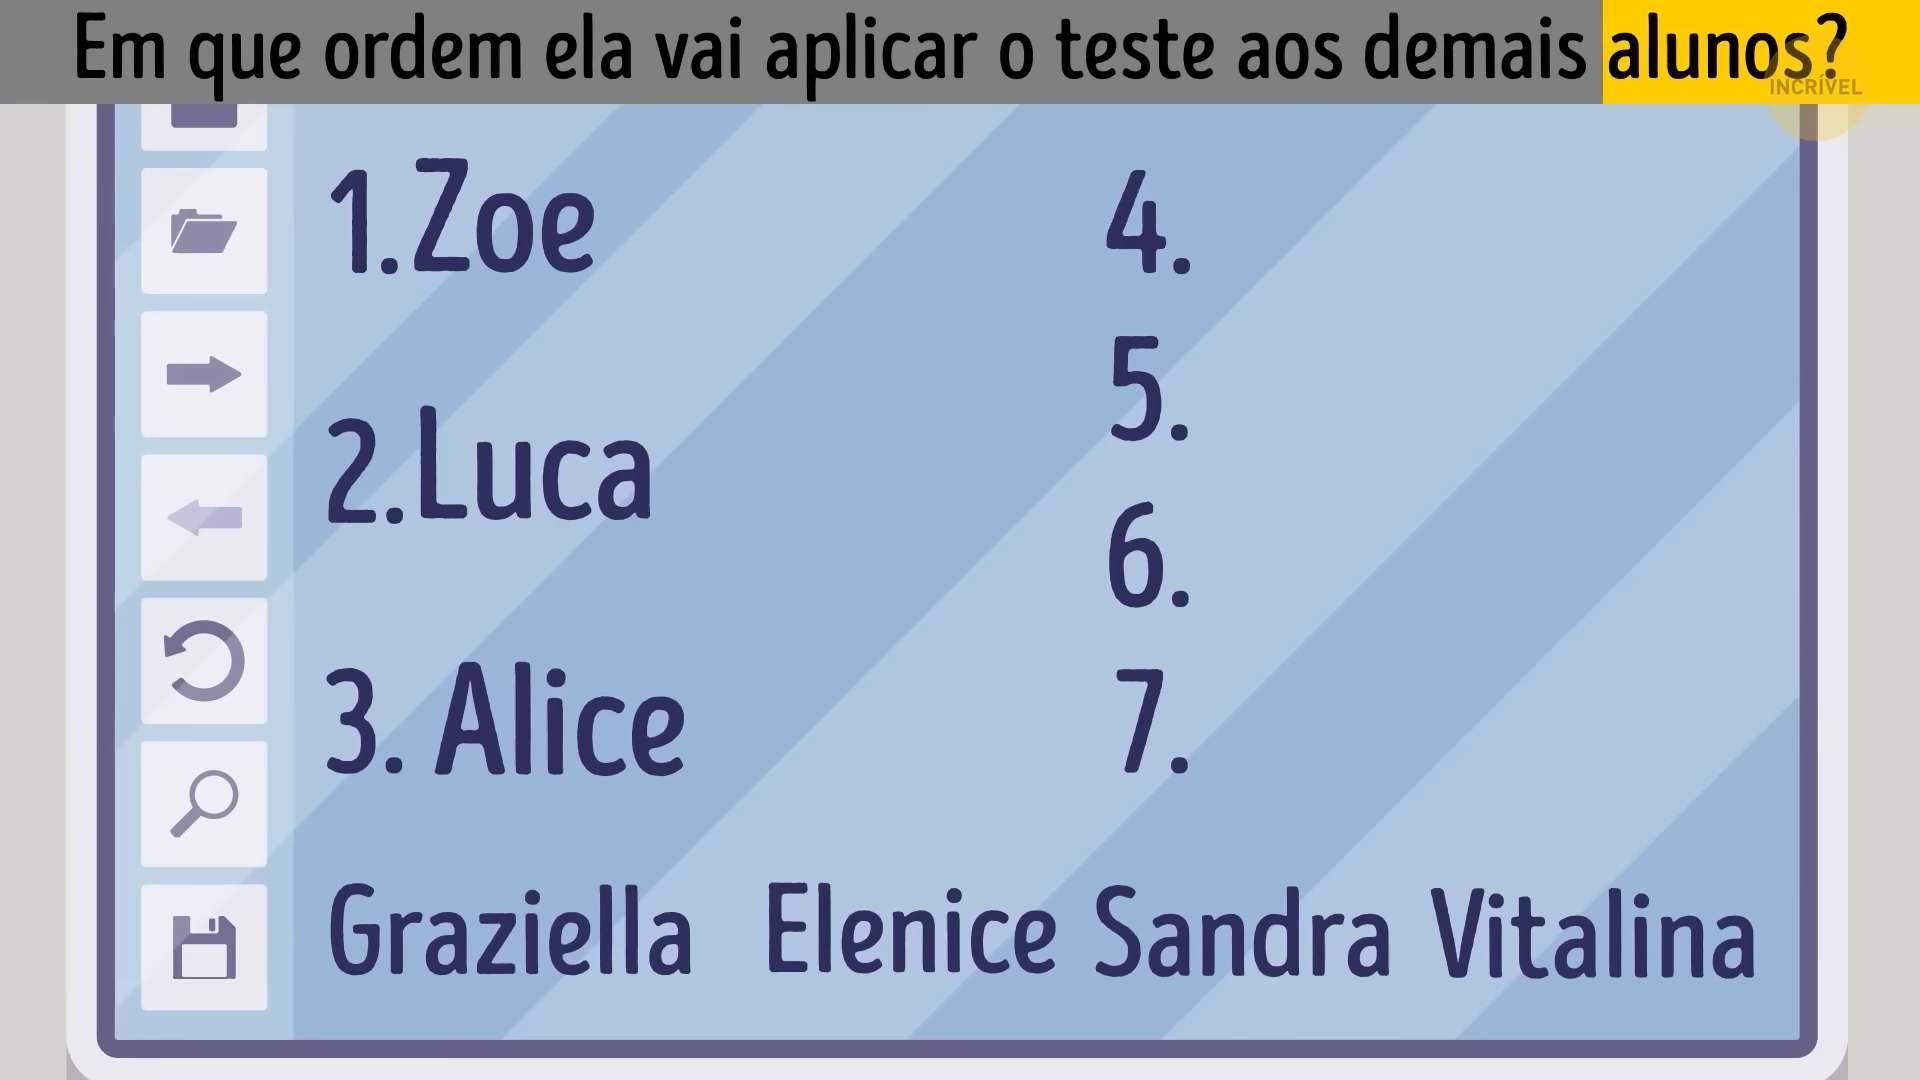 Em que ordem ela vai aplicar o teste aos demais alunos?
INCRÍVEL
1.Zoe
2.Luca
3. Alice
4.
5.
6.
7.
Graziella Elenice Sandra Vitalina